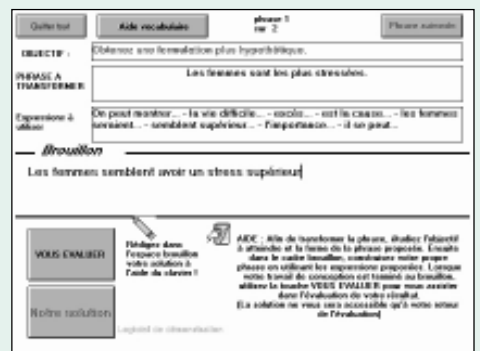 Quitter tout
Aide vocabulaire
phrase 1
sur 2
Phrase suivante
OBJECTIF :
Obtenez une formulation plus hypothétique.
PHRASE A
TRANSFORMER
Les femmes sont les plus stressées.
Expressions à
utiliser
On peut montrer... - la vie difficile... - excès... - est la cause... - les femmes
seraient... - semblent supérieur... - l'importance... - il se peut...
Brouillon
Les femmes semblent avoir un stress supérieur
VOUS EVALUER
Rédigez dans
l'espace brouillon
votre solution à
l'aide du clavier !
AIDE : Afin de transformer la phrase, étudiez l'objectif
à atteindre et la forme de la phrase proposée. Ensuite
dans le cadre brouillon, construisez votre propre
phrase en utilisant les expressions proposées. Lorsque
votre travail de conception est terminé au brouillon,
utilisez la touche VOUS EVALUER pour vous assister
dans l'évaluation de votre résultat.
(La solution ne vous sera accessible qu'à votre retour
de l'évaluation)
Notre solution
Logiciel de démonstration